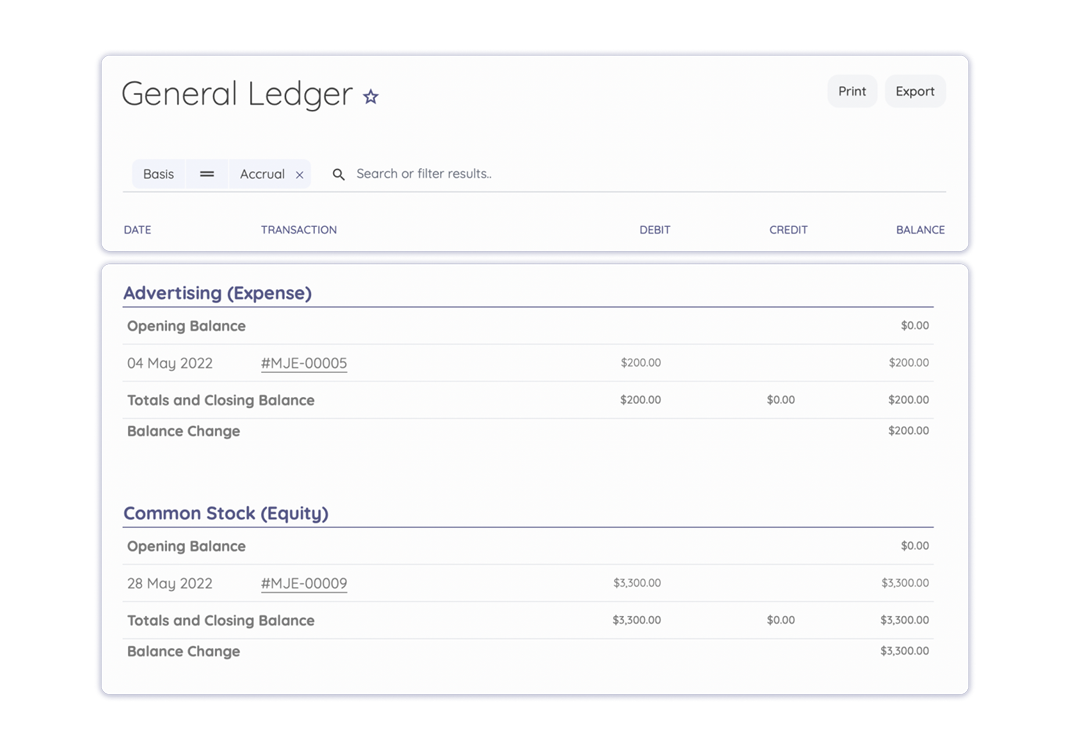 General Ledger
Print Export
Basis = Accrual × Search or filter results..
DATE TRANSACTION DEBIT CREDIT BALANCE
Advertising (Expense)
Opening Balance $0.00
04 May 2022 #MJE-00005 $200.00 $200.00
Totals and Closing Balance $200.00 $0.00 $200.00
Balance Change $200.00
Common Stock (Equity)
Opening Balance $0.00
28 May 2022 #MJE-00009 $3,300.00 $3,300.00
Totals and Closing Balance $3,300.00 $0.00 $3,300.00
Balance Change $3,300.00